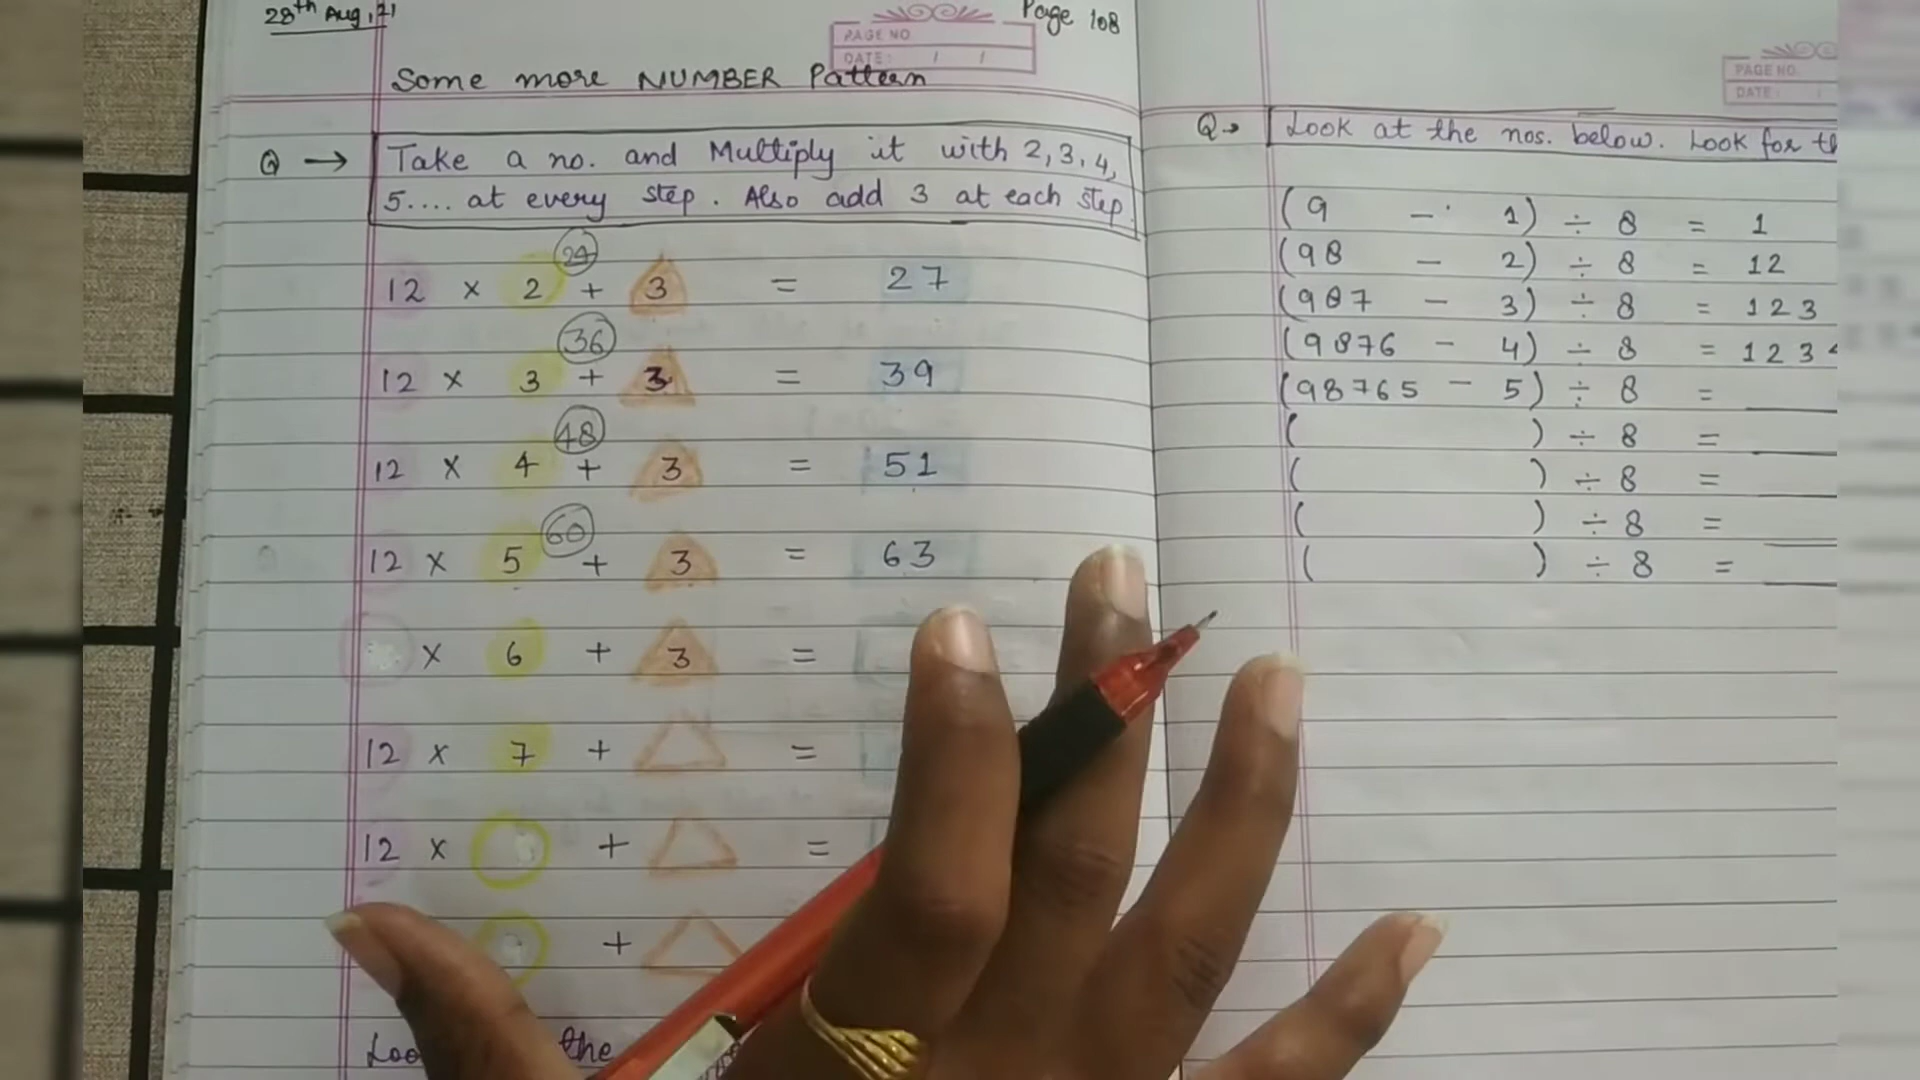 28th Aug, 21
Page 108
PAGE NO.
DATE: / /
Some more NUMBER Pattern
Q → Take a no. and Multiply it with 2, 3, 4,
5.... at every step. Also add 3 at each step.
24
12 × 2 + 3 = 27
36
12 × 3 + 3 = 39
48
12 × 4 + 3 = 51
60
12 × 5 + 3 = 63
× 6 + 3 =
12 × 7 + =
12 × + =
+
the
PAGE NO.
DATE: /
Q → Look at the nos. below. Look for
(9 - 1) ÷ 8 = 1
(98 - 2) ÷ 8 = 12
(987 - 3) ÷ 8 = 123
(9876 - 4) ÷ 8 = 1234
(98765 - 5) ÷ 8 =
( ) ÷ 8 =
( ) ÷ 8 =
( ) ÷ 8 =
( ) ÷ 8 =